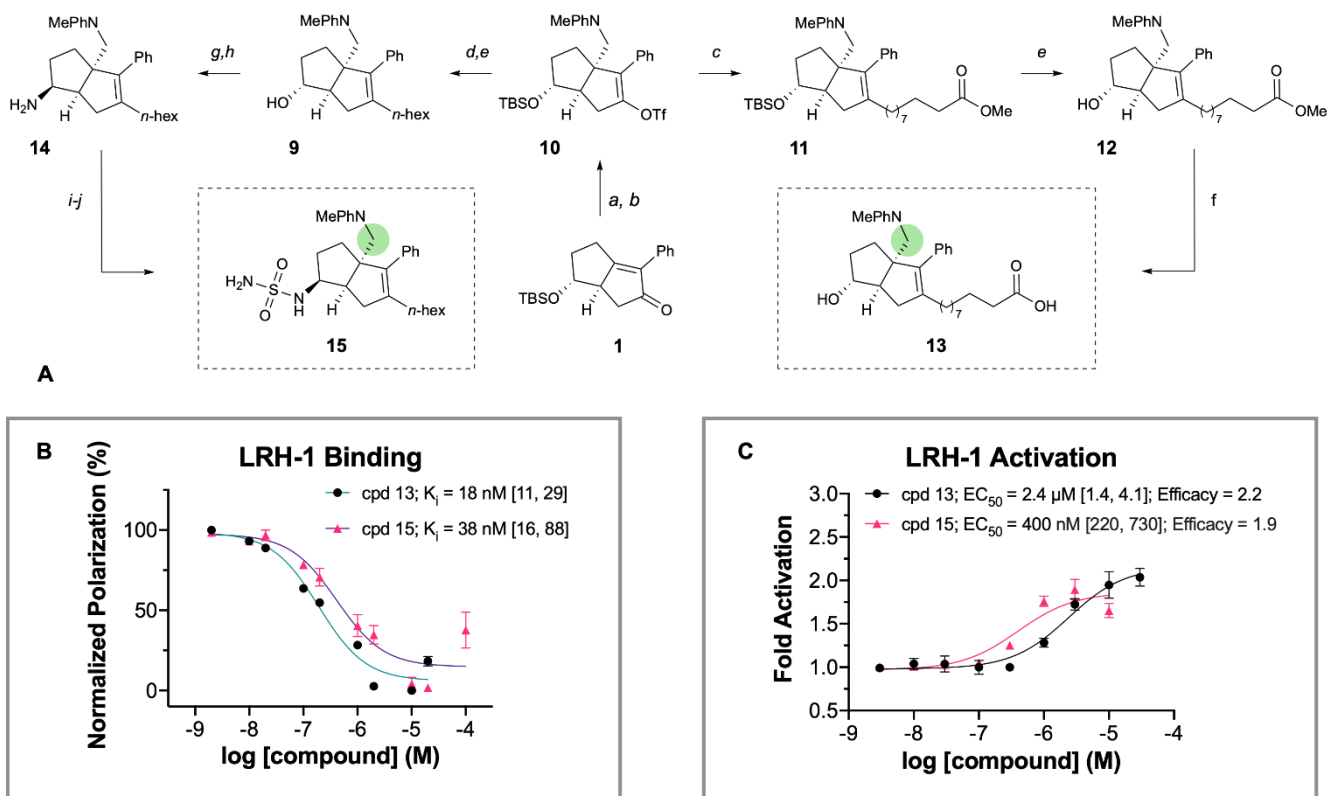 MePhN
Ph
H2N
H
n-hex
14
g,h
MePhN
Ph
HO
H
n-hex
9
d,e
MePhN
Ph
TBSO
H
OTf
10
c
MePhN
Ph
TBSO
H
( )7
O
OMe
11
e
MePhN
Ph
HO
H
( )7
O
OMe
12
i-j
MePhN
Ph
H2N
O
S
O
N
H
H
n-hex
15
a, b
Ph
TBSO
H
O
1
MePhN
Ph
HO
H
( )7
O
OH
13
f
A
B
LRH-1 Binding
cpd 13; Ki = 18 nM [11, 29]
cpd 15; Ki = 38 nM [16, 88]
Normalized Polarization (%)
100
50
0
-9 -8 -7 -6 -5 -4
log [compound] (M)
C
LRH-1 Activation
cpd 13; EC50 = 2.4 µM [1.4, 4.1]; Efficacy = 2.2
cpd 15; EC50 = 400 nM [220, 730]; Efficacy = 1.9
Fold Activation
3.0
2.5
2.0
1.5
1.0
0.5
-9 -8 -7 -6 -5 -4
log [compound] (M)